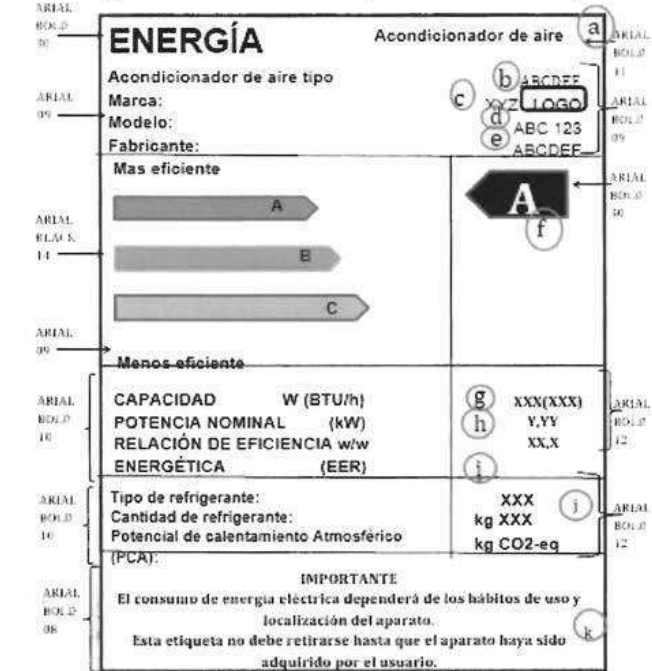 ARIAL
BOLD
30
ENERGÍA
Acondicionador de aire
a
ARIAL
BOLD
11
Acondicionador de aire tipo
b
ABCDEF
ARIAL
09
Marca:
c
XYZ LOGO
ARIAL
BOLD
09
Modelo:
d
ABC 123
Fabricante:
e
ABCDEF
Mas eficiente
A
f
ARIAL
BOLD
A
ARIAL
BLACK
14
B
C
ARIAL
09
Menos eficiente
ARIAL
BOLD
10
CAPACIDAD W (BTU/h)
g
XXX(XXX)
ARIAL
BOLD
12
POTENCIA NOMINAL (kW)
h
Y,YY
RELACIÓN DE EFICIENCIA w/w
XX,X
ENERGÉTICA (EER)
i
ARIAL
BOLD
10
Tipo de refrigerante:
XXX
j
ARIAL
BOLD
12
Cantidad de refrigerante:
kg XXX
Potencial de calentamiento Atmosférico
kg CO2-eq
(PCA):
ARIAL
BOLD
08
IMPORTANTE
El consumo de energía eléctrica dependerá de los hábitos de uso y
localización del aparato.
k
Esta etiqueta no debe retirarse hasta que el aparato haya sido
adquirido por el usuario.